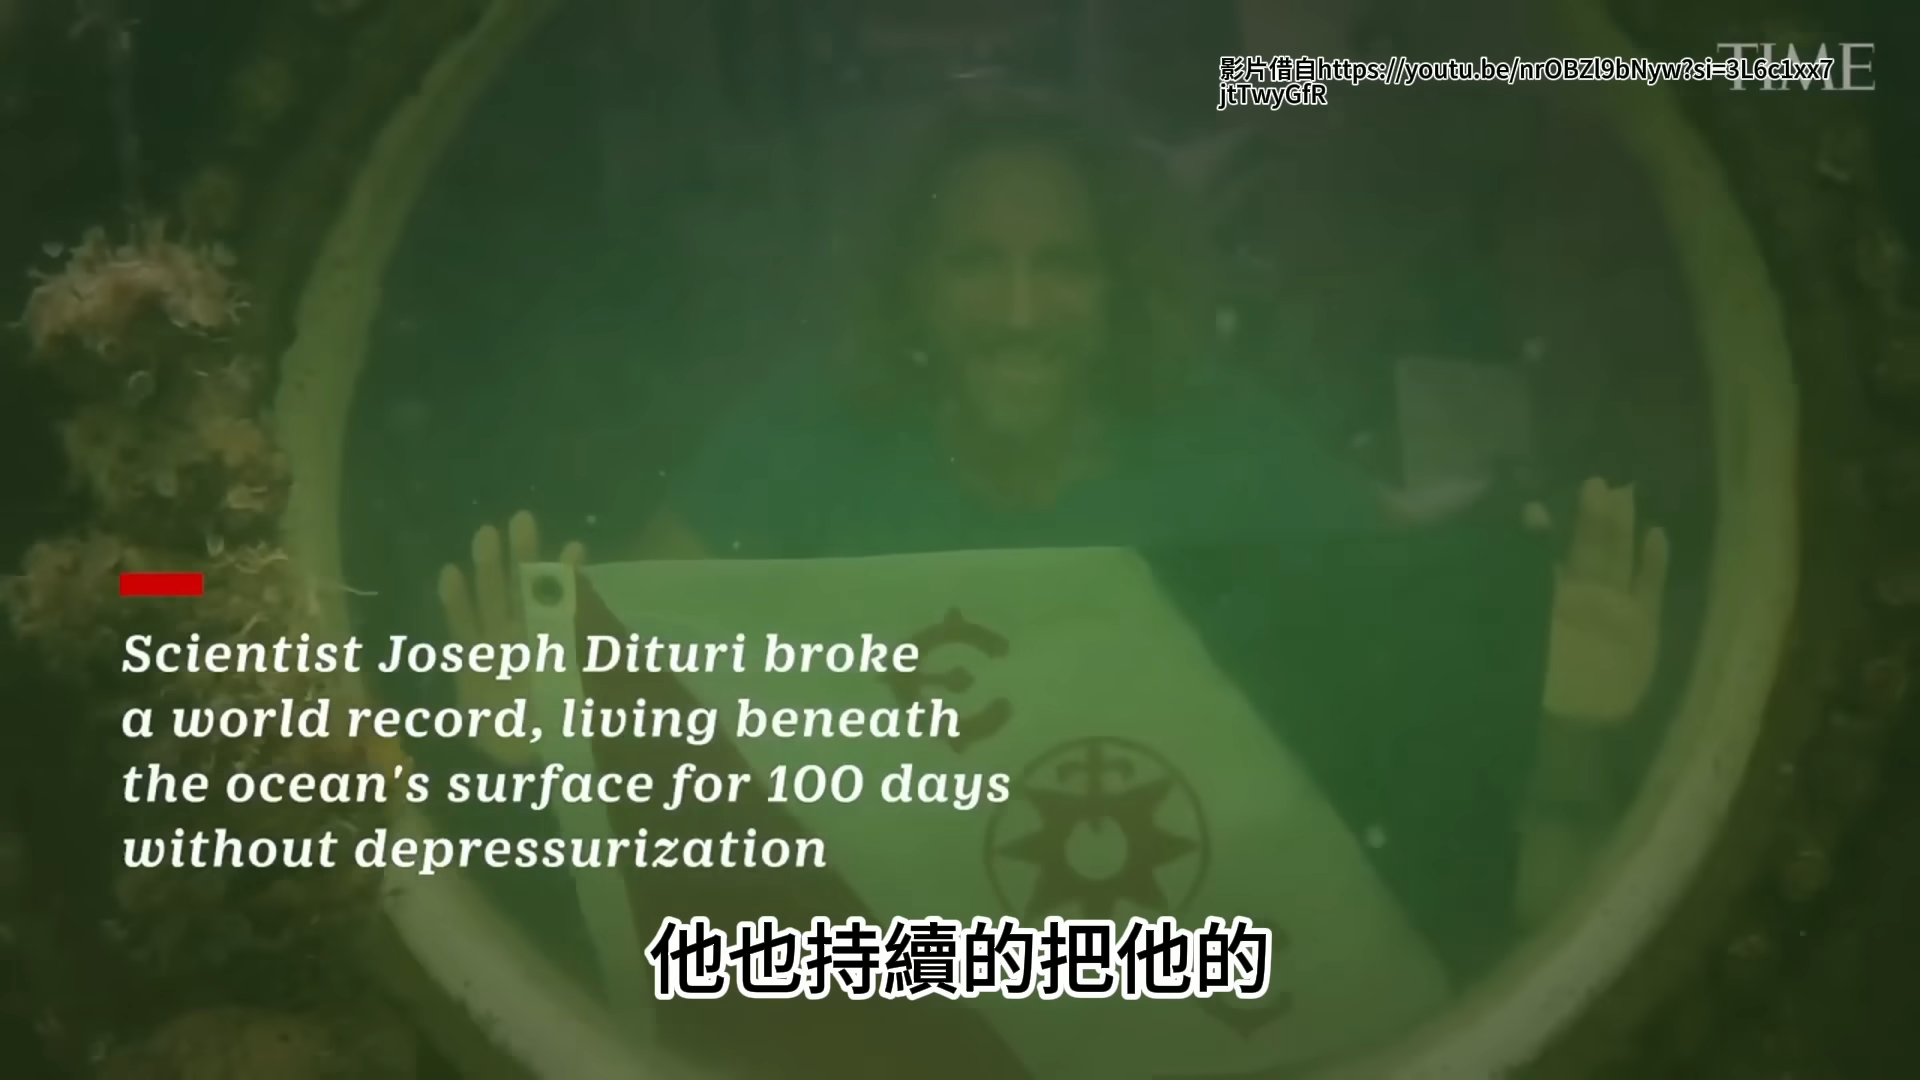 影片借自https://youtu.be/nrOBZl9bNyw?si=3L6c1xx7
jtTwyGfR
TIME
Scientist Joseph Dituri broke
a world record, living beneath
the ocean's surface for 100 days
without depressurization
他也持續的把他的